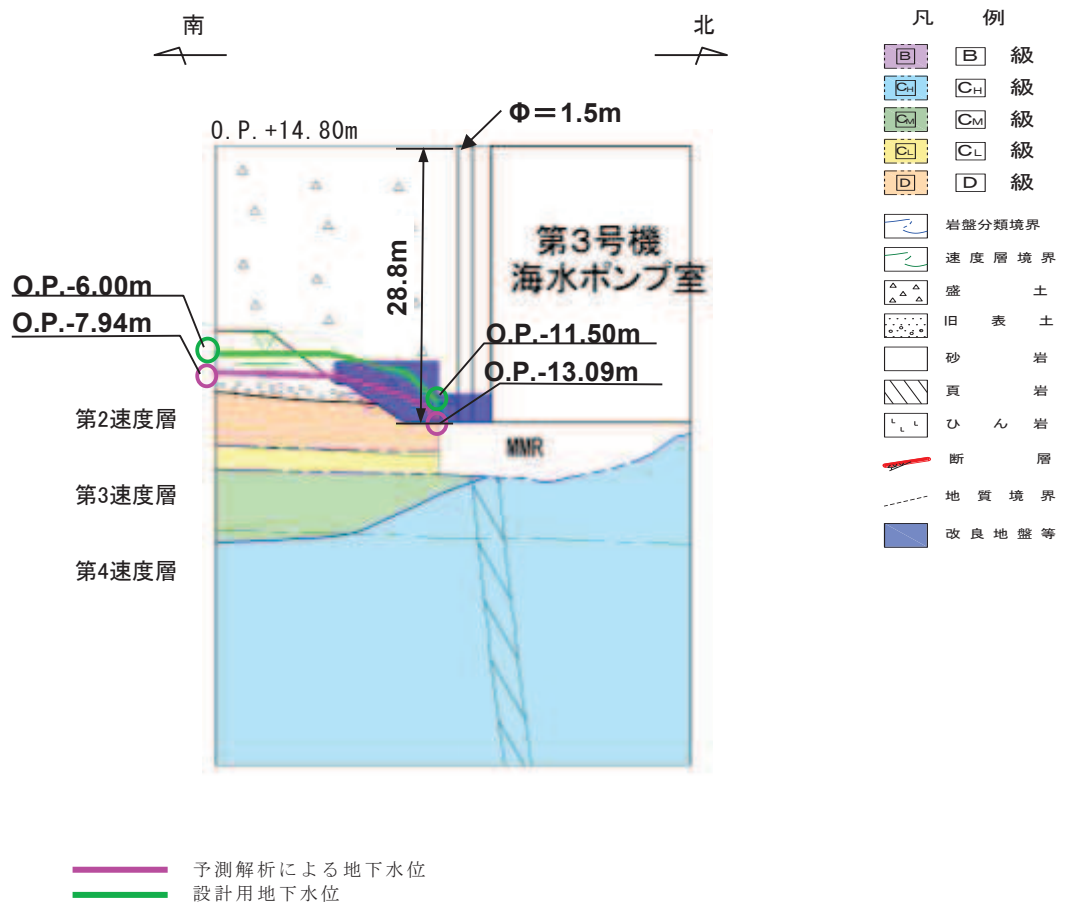 南
北
O.P.+14.80m
Φ＝1.5m
28.8m
第3号機
海水ポンプ室
O.P.-6.00m
O.P.-7.94m
O.P.-11.50m
O.P.-13.09m
第2速度層
MMR
第3速度層
第4速度層
予測解析による地下水位
設計用地下水位
凡 例
B B 級
CH CH 級
CM CM 級
CL CL 級
D D 級
岩盤分類境界
速度層境界
盛土
旧表土
砂岩
頁岩
ひん岩
断層
地質境界
改良地盤等